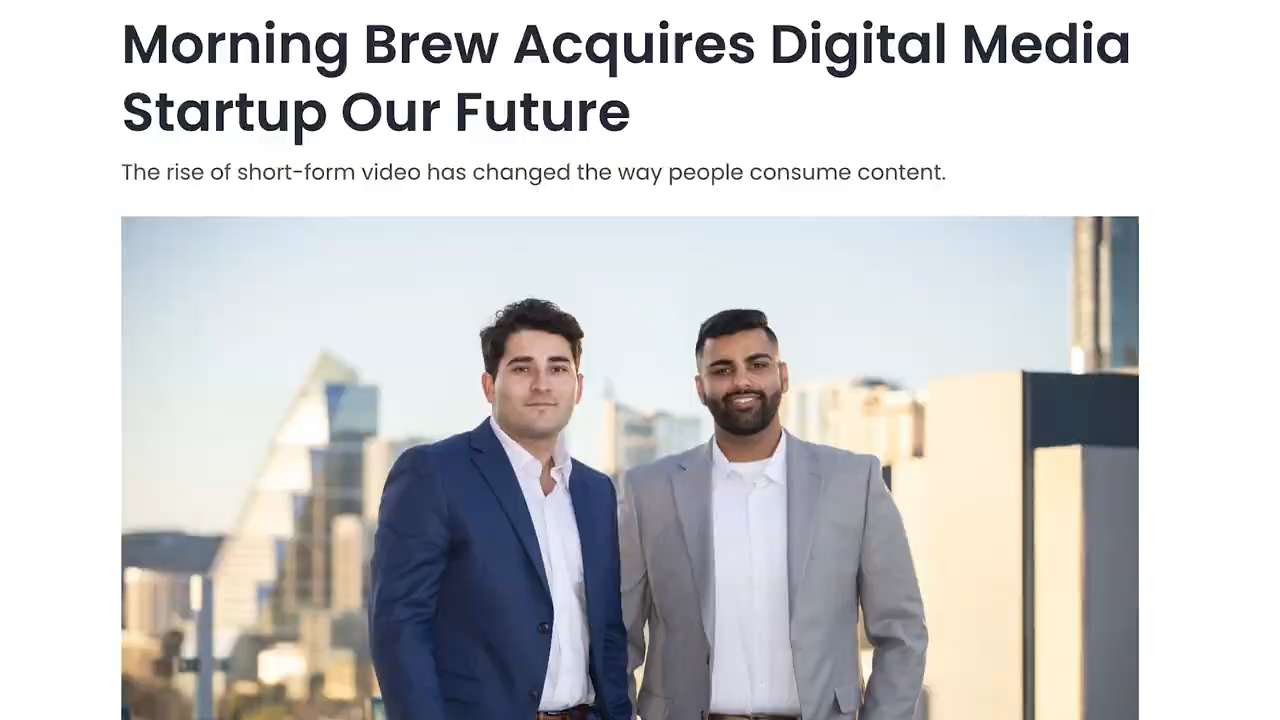 Morning Brew Acquires Digital Media
Startup Our Future
The rise of short-form video has changed the way people consume content.